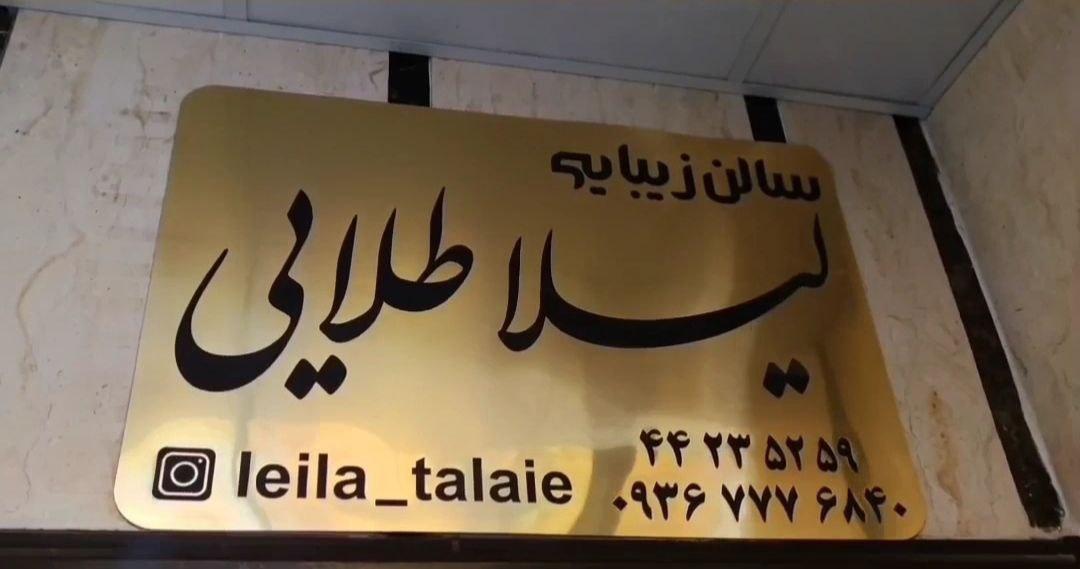 سالن زیبایی
لیلا طلایی
۴۴ ۲۳ ۵۲ ۵۹
leila_talaie
۰۹۳۶ ۷۷۷ ۶۸۴۰